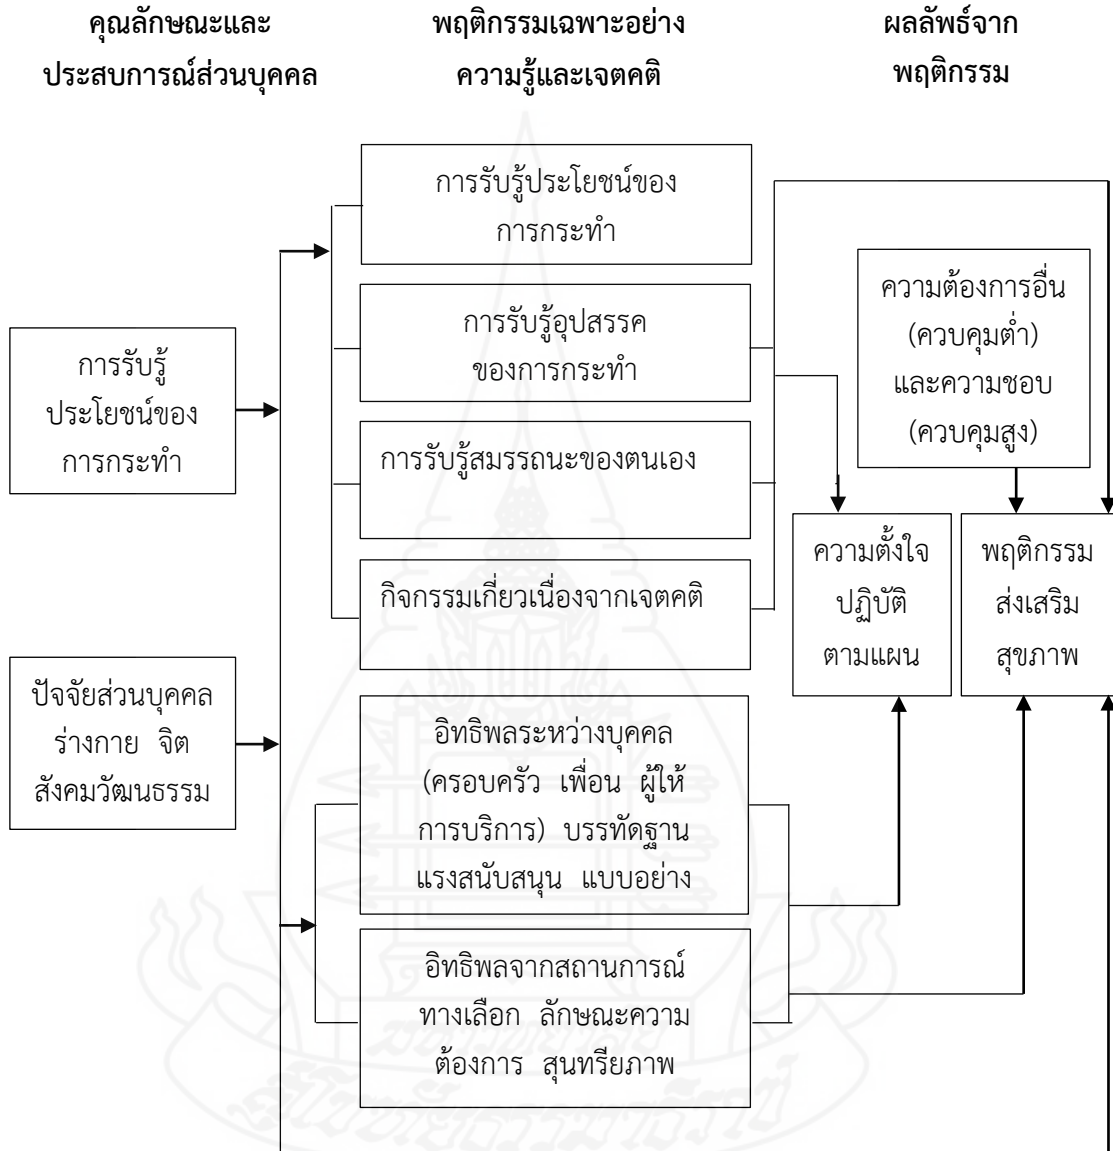 คุณลักษณะและ
ประสบการณ์ส่วนบุคคล
พฤติกรรมเฉพาะอย่าง
ความรู้และเจตคติ
ผลลัพธ์จาก
พฤติกรรม
การรับรู้
ประโยชน์ของ
การกระทำ
ปัจจัยส่วนบุคคล
ร่างกาย จิต
สังคมวัฒนธรรม
การรับรู้ประโยชน์ของ
การกระทำ
การรับรู้อุปสรรค
ของการกระทำ
การรับรู้สมรรถนะของตนเอง
กิจกรรมเกี่ยวเนื่องจากเจตคติ
อิทธิพลระหว่างบุคคล
(ครอบครัว เพื่อน ผู้ให้
การบริการ) บรรทัดฐาน
แรงสนับสนุน แบบอย่าง
อิทธิพลจากสถานการณ์
ทางเลือก ลักษณะความ
ต้องการ สุนทรียภาพ
ความต้องการอื่น
(ควบคุมต่ำ)
และความชอบ
(ควบคุมสูง)
ความตั้งใจ
ปฏิบัติ
ตามแผน
พฤติกรรม
ส่งเสริม
สุขภาพ